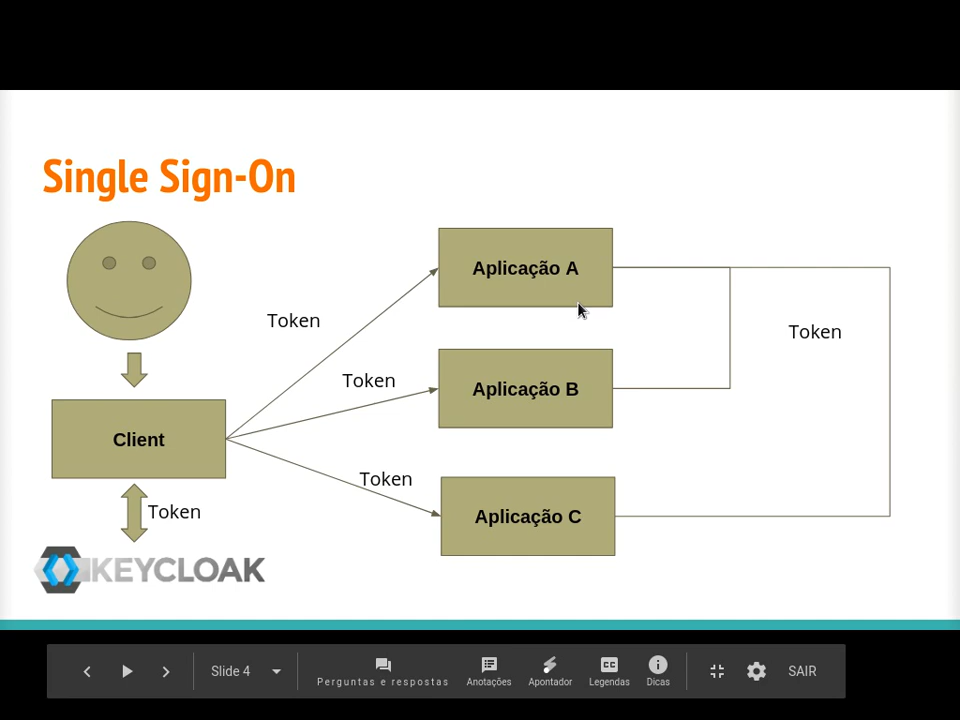 Single Sign-On
Aplicação A
Token
Token
Token
Aplicação B
Client
Token
Token
Aplicação C
KEYCLOAK
Slide 4
Perguntas e respostas
Anotações
Apontador
Legendas
Dicas
SAIR